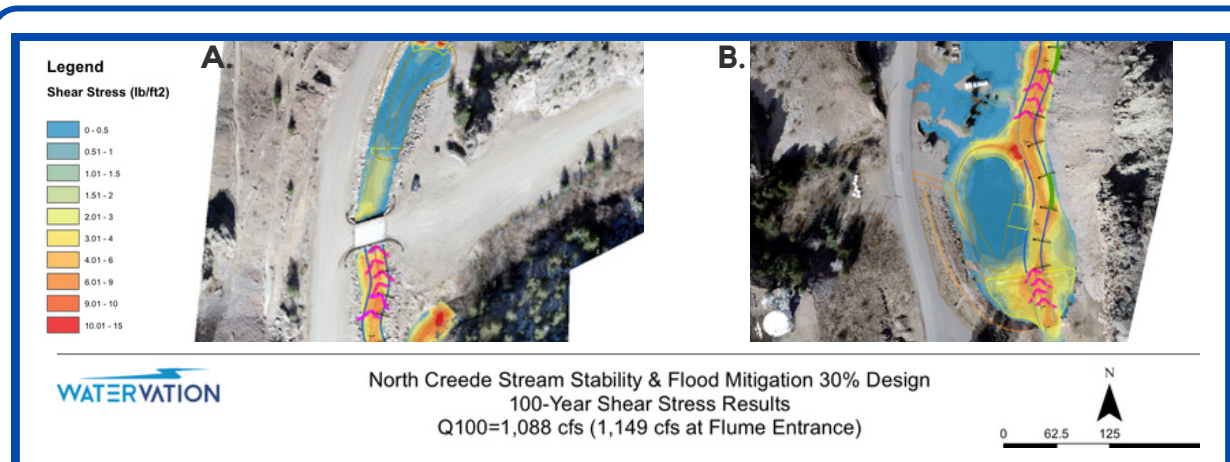 Legend
Shear Stress (lb/ft2)
0 - 0.5
0.51 - 1
1.01 - 1.5
1.51 - 2
2.01 - 3
3.01 - 4
4.01 - 6
6.01 - 9
9.01 - 10
10.01 - 15
A.
B.
WATERVATION
North Creede Stream Stability & Flood Mitigation 30% Design
100-Year Shear Stress Results
Q100=1,088 cfs (1,149 cfs at Flume Entrance)
N
0 62.5 125